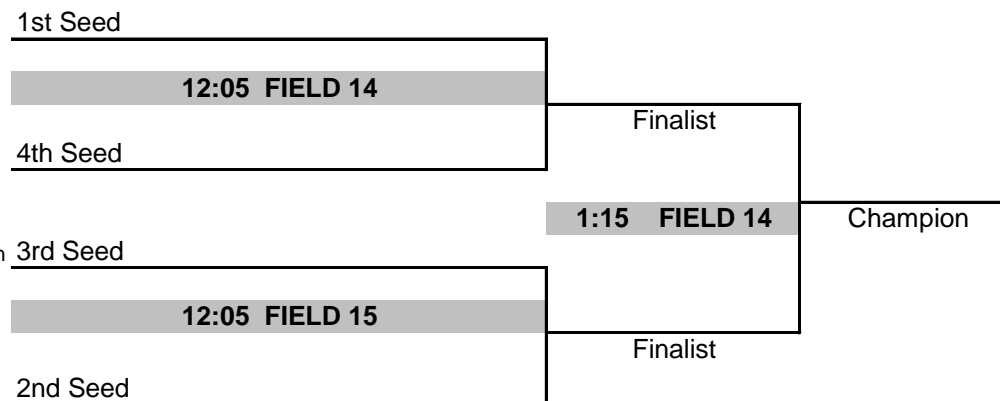 1st Seed
12:05 FIELD 14
Finalist
4th Seed
1:15 FIELD 14
Champion
3rd Seed
12:05 FIELD 15
Finalist
2nd Seed